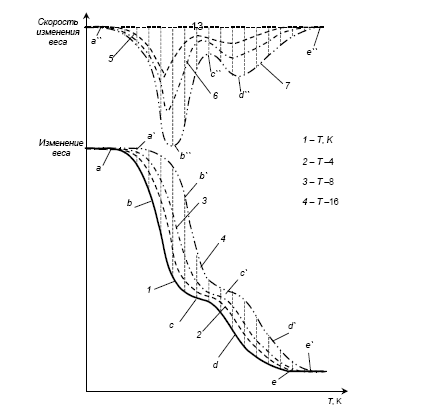 Скорость
изменения
веса
13
a``
5
6
c``
d``
7
e``
b``
Изменение
веса
a
a`
b
b`
3
4
1
c
2
c`
d
d`
e
e`
1 – T, K
2 – T–4
3 – T–8
4 – T–16
T, K